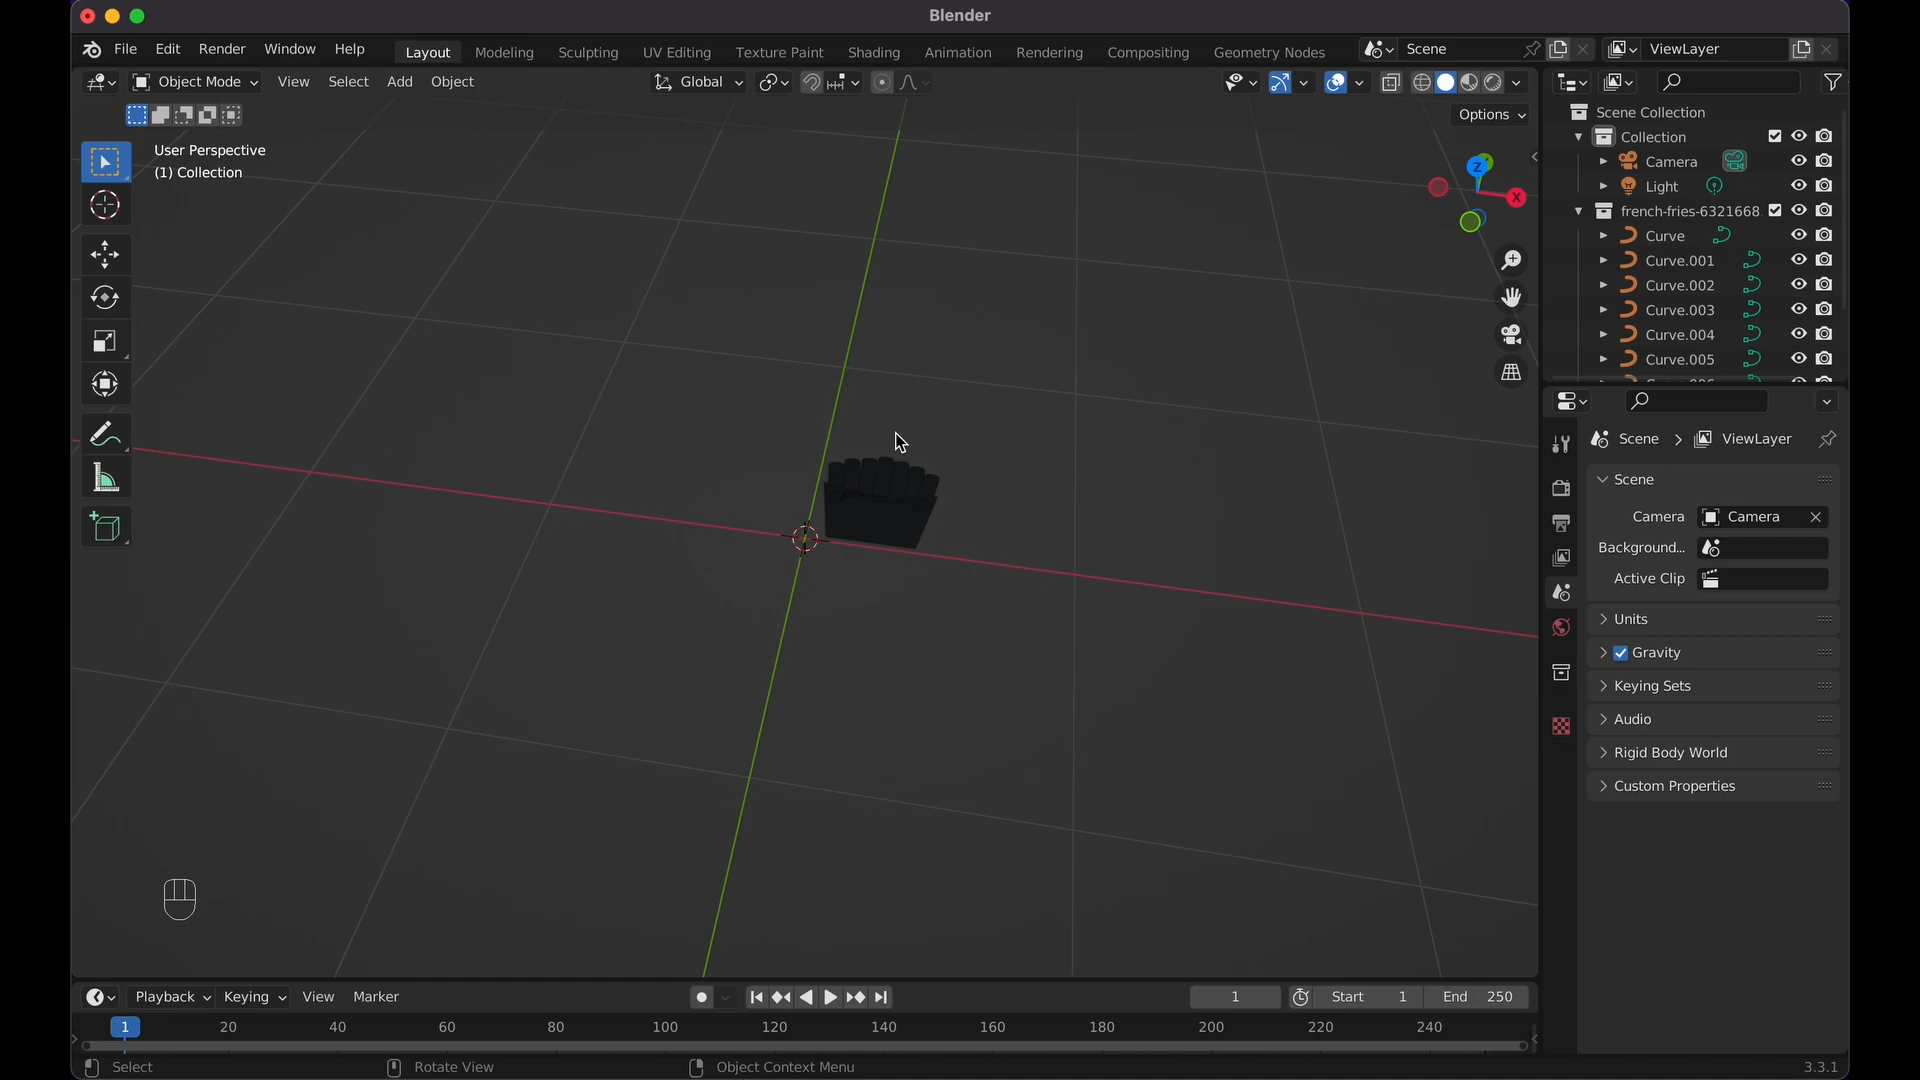 Blender
File Edit Render Window Help Layout Modeling Sculpting UV Editing Texture Paint Shading Animation Rendering Compositing Geometry Nodes Scene ViewLayer
Object Mode View Select Add Object Global
Options
User Perspective
(1) Collection
Z
X
Scene Collection
Collection
Camera
Light
french-fries-6321668
Curve
Curve.001
Curve.002
Curve.003
Curve.004
Curve.005
Scene ViewLayer
Scene
Camera Camera
Background...
Active Clip
Units
Gravity
Keying Sets
Audio
Rigid Body World
Custom Properties
Playback Keying View Marker 1 Start 1 End 250
1 20 40 60 80 100 120 140 160 180 200 220 240
Select Rotate View Object Context Menu 3.3.1